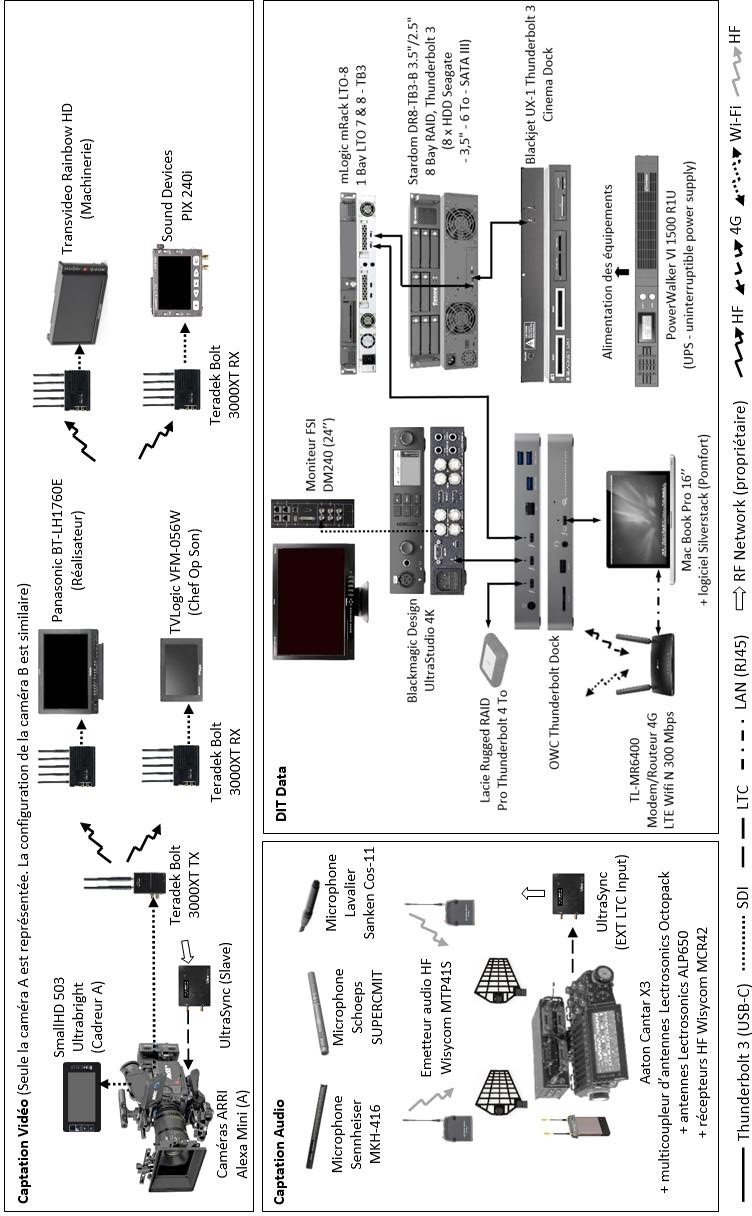 Captation Vidéo (Seule la caméra A est représentée. La configuration de la caméra B est similaire)
SmallHD 503
Ultrabright
(Cadreur A)
Caméras ARRI
Alexa Mini (A)
UltraSync (Slave)
Teradek Bolt
3000XT TX
Panasonic BT-LH1760E
(Réalisateur)
TVLogic VFM-056W
(Chef Op Son)
Teradek Bolt
3000XT RX
Transvideo Rainbow HD
(Machinerie)
Sound Devices
PIX 240i
Teradek Bolt
3000XT RX
Captation Audio
Microphone
Sennheiser
MKH-416
Microphone
Schoeps
SUPERCMIT
Microphone
Lavalier
Sanken Cos-11
Emetteur audio HF
Wisycom MTP41S
UltraSync
(EXT LTC Input)
Aaton Cantar X3
+ multicoupleur d'antennes Lectrosonics Octopack
+ antennes Lectrosonics ALP650
+ récepteurs HF Wisycom MCR42
DIT Data
Moniteur FSI
DM240 (24’’)
Blackmagic Design
UltraStudio 4K
Lacie Rugged RAID
Pro Thunderbolt 4 To
OWC Thunderbolt Dock
TL-MR6400
Modem/Routeur 4G
LTE Wifi N 300 Mbps
Mac Book Pro 16’’
+ logiciel Silverstack (Pomfort)
mLogic mRack LTO-8
1 Bay LTO 7 & 8 - TB3
Stardom DR8-TB3-B 3.5"/2.5"
8 Bay RAID, Thunderbolt 3
(8 x HDD Seagate
- 3,5" - 6 To - SATA III)
Blackjet UX-1 Thunderbolt 3
Cinema Dock
Alimentation des équipements
PowerWalker VI 1500 R1U
(UPS - uninterruptible power supply)
Thunderbolt 3 (USB-C) SDI LTC LAN (RJ45) RF Network (propriétaire) HF 4G Wi-Fi HF